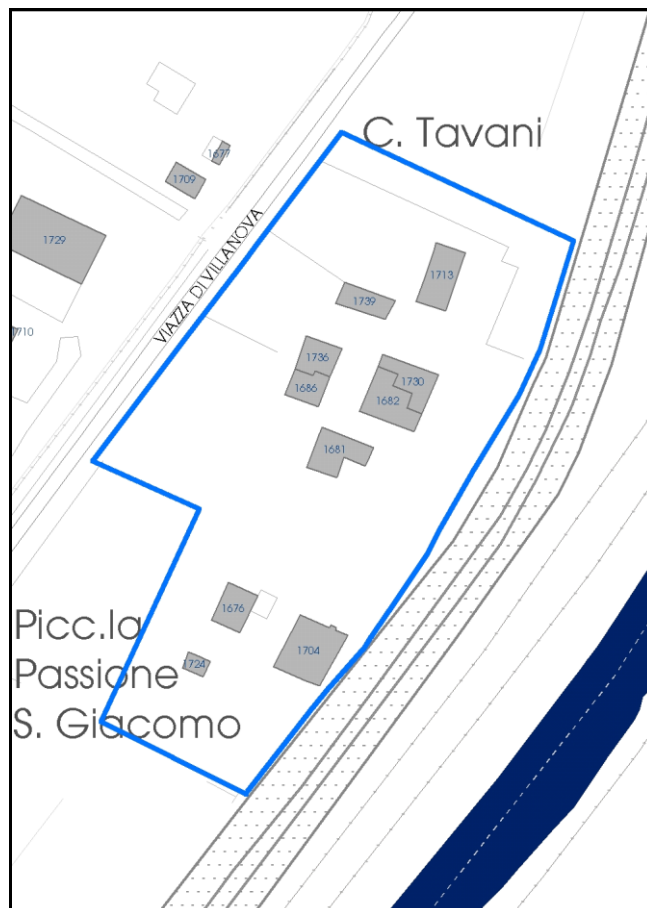 C. Tavani
1677
1709
1729
VIAZZA DI VILLANOVA
1713
1739
1710
1736
1730
1686
1682
1681
1676
Picc.la
1704
1724
Passione
S. Giacomo